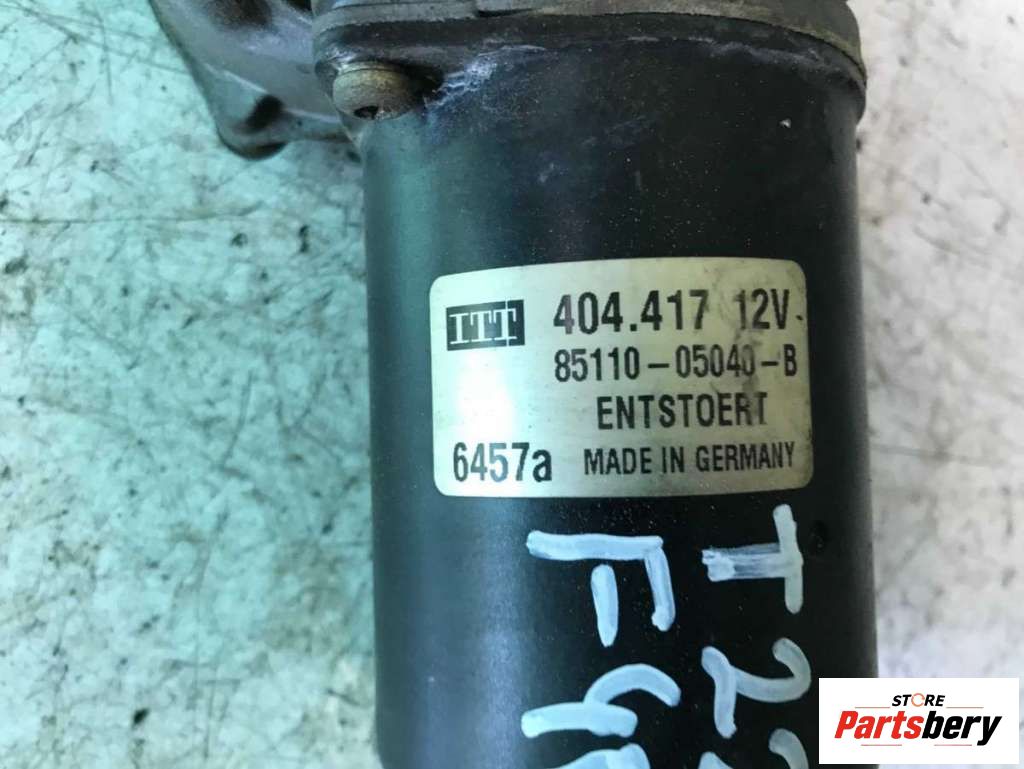 ITT 404.417 12V-
85110-05040-B
ENTSTOERT
6457a MADE IN GERMANY
STORE
Partsbery